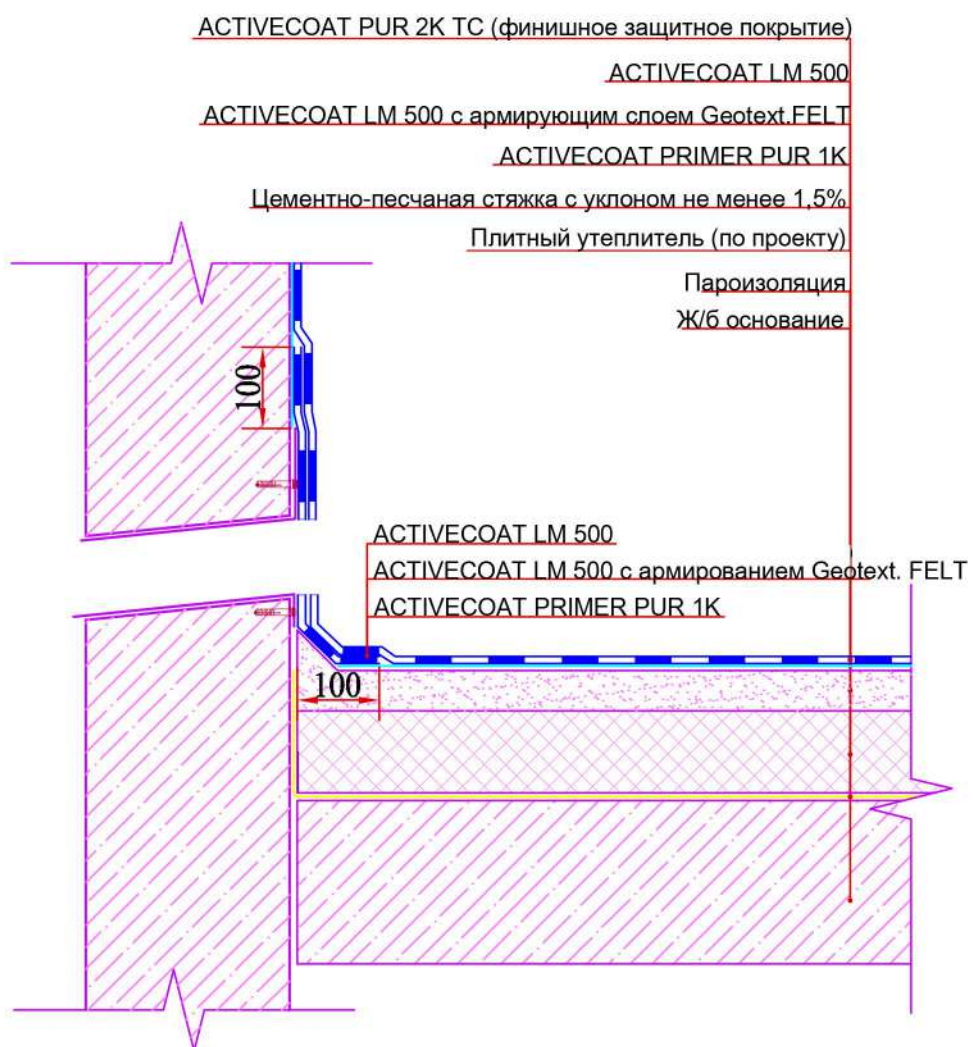 ACTIVECOAT PUR 2K TC (финишное защитное покрытие)
ACTIVECOAT LM 500
ACTIVECOAT LM 500 с армирующим слоем Geotext.FELT
ACTIVECOAT PRIMER PUR 1K
Цементно-песчаная стяжка с уклоном не менее 1,5%
Плитный утеплитель (по проекту)
Пароизоляция
Ж/б основание
100
ACTIVECOAT LM 500
ACTIVECOAT LM 500 с армированием Geotext. FELT
ACTIVECOAT PRIMER PUR 1K
100